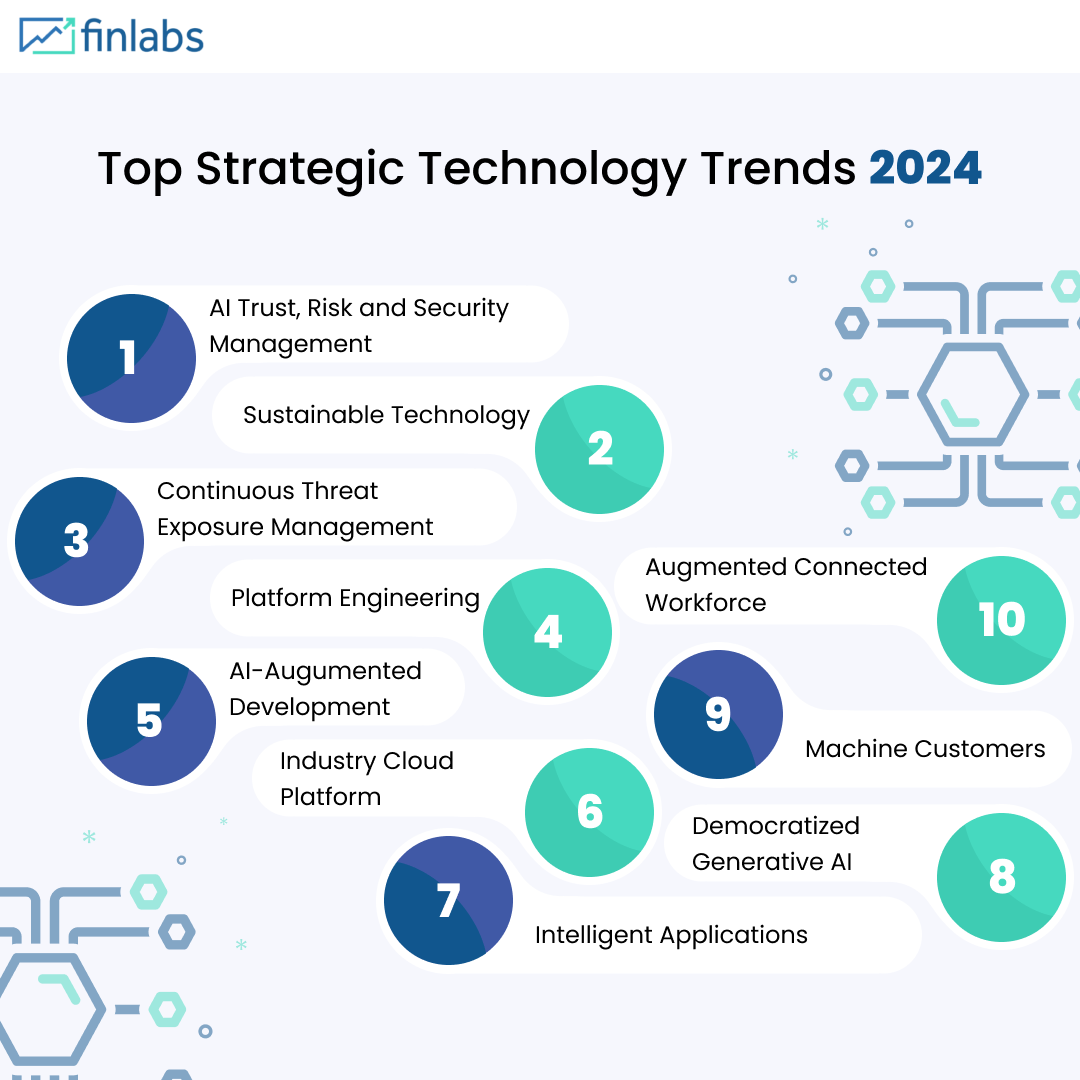 finlabs
Top Strategic Technology Trends 2024
1
AI Trust, Risk and Security
Management
Sustainable Technology
2
3
Continuous Threat
Exposure Management
Platform Engineering
4
5
AI-Augumented
Development
Industry Cloud
Platform
6
7
Intelligent Applications
Democratized
Generative AI
8
9
Machine Customers
Augmented Connected
Workforce
10